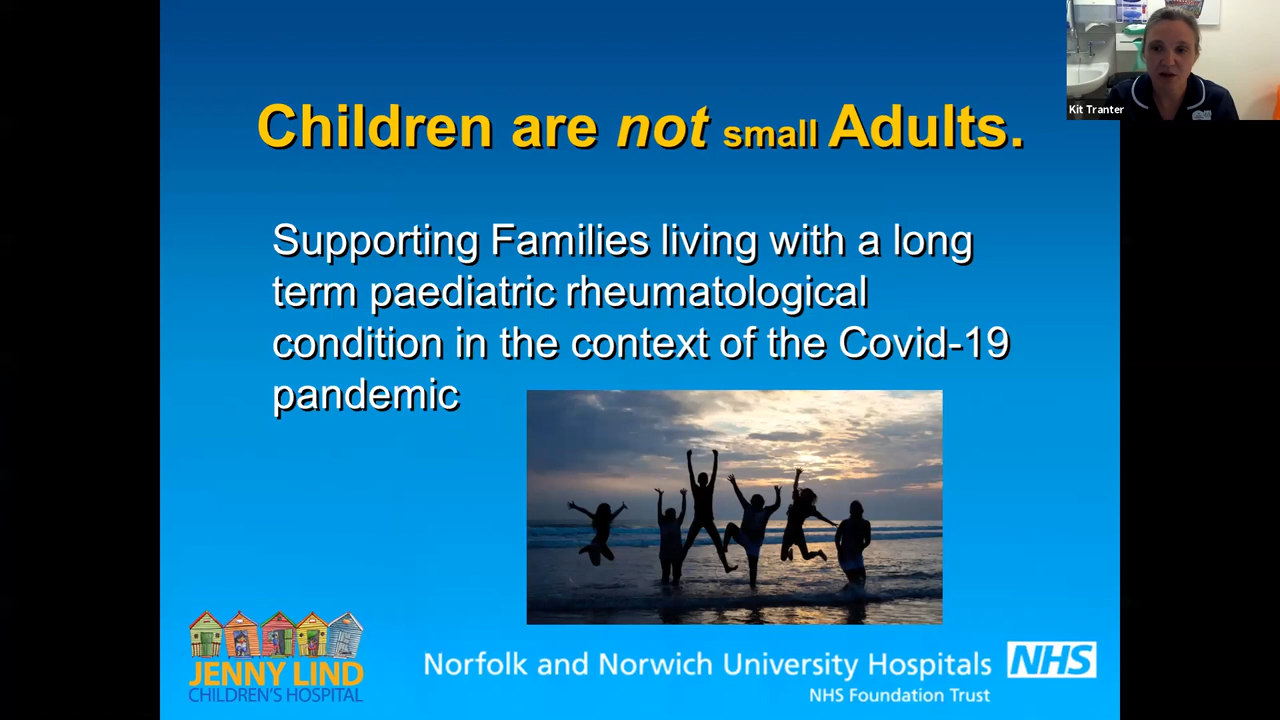 Kit Tranter
Children are not small Adults.
Supporting Families living with a long
term paediatric rheumatological
condition in the context of the Covid-19
pandemic
JENNY LIND
CHILDREN'S HOSPITAL
Norfolk and Norwich University Hospitals NHS
NHS Foundation Trust